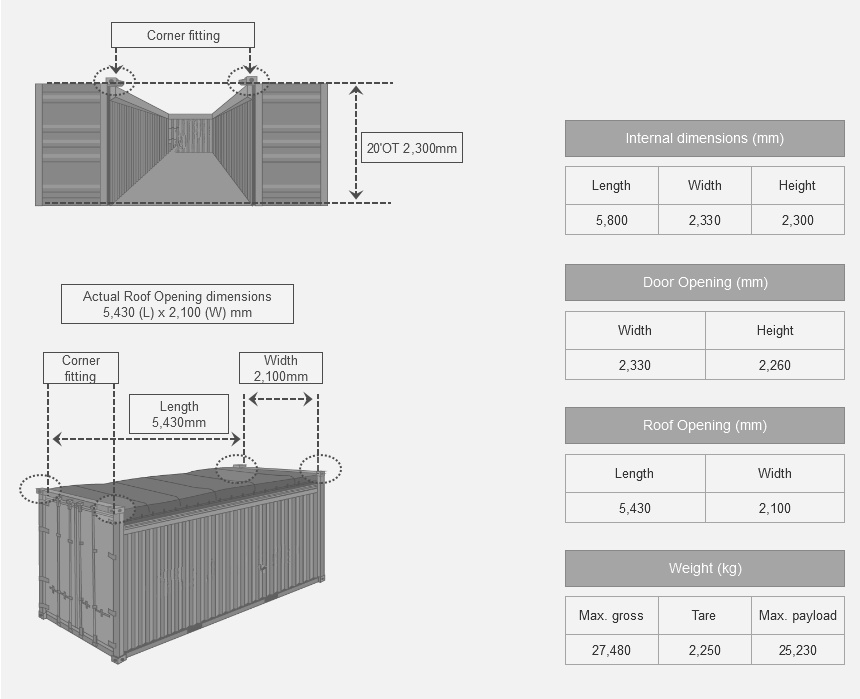 Corner fitting
20'OT 2,300mm
Actual Roof Opening dimensions
5,430 (L) x 2,100 (W) mm
Corner
fitting
Width
2,100mm
Length
5,430mm
Internal dimensions (mm)
Length Width Height
5,800 2,330 2,300
Door Opening (mm)
Width Height
2,330 2,260
Roof Opening (mm)
Length Width
5,430 2,100
Weight (kg)
Max. gross Tare Max. payload
27,480 2,250 25,230